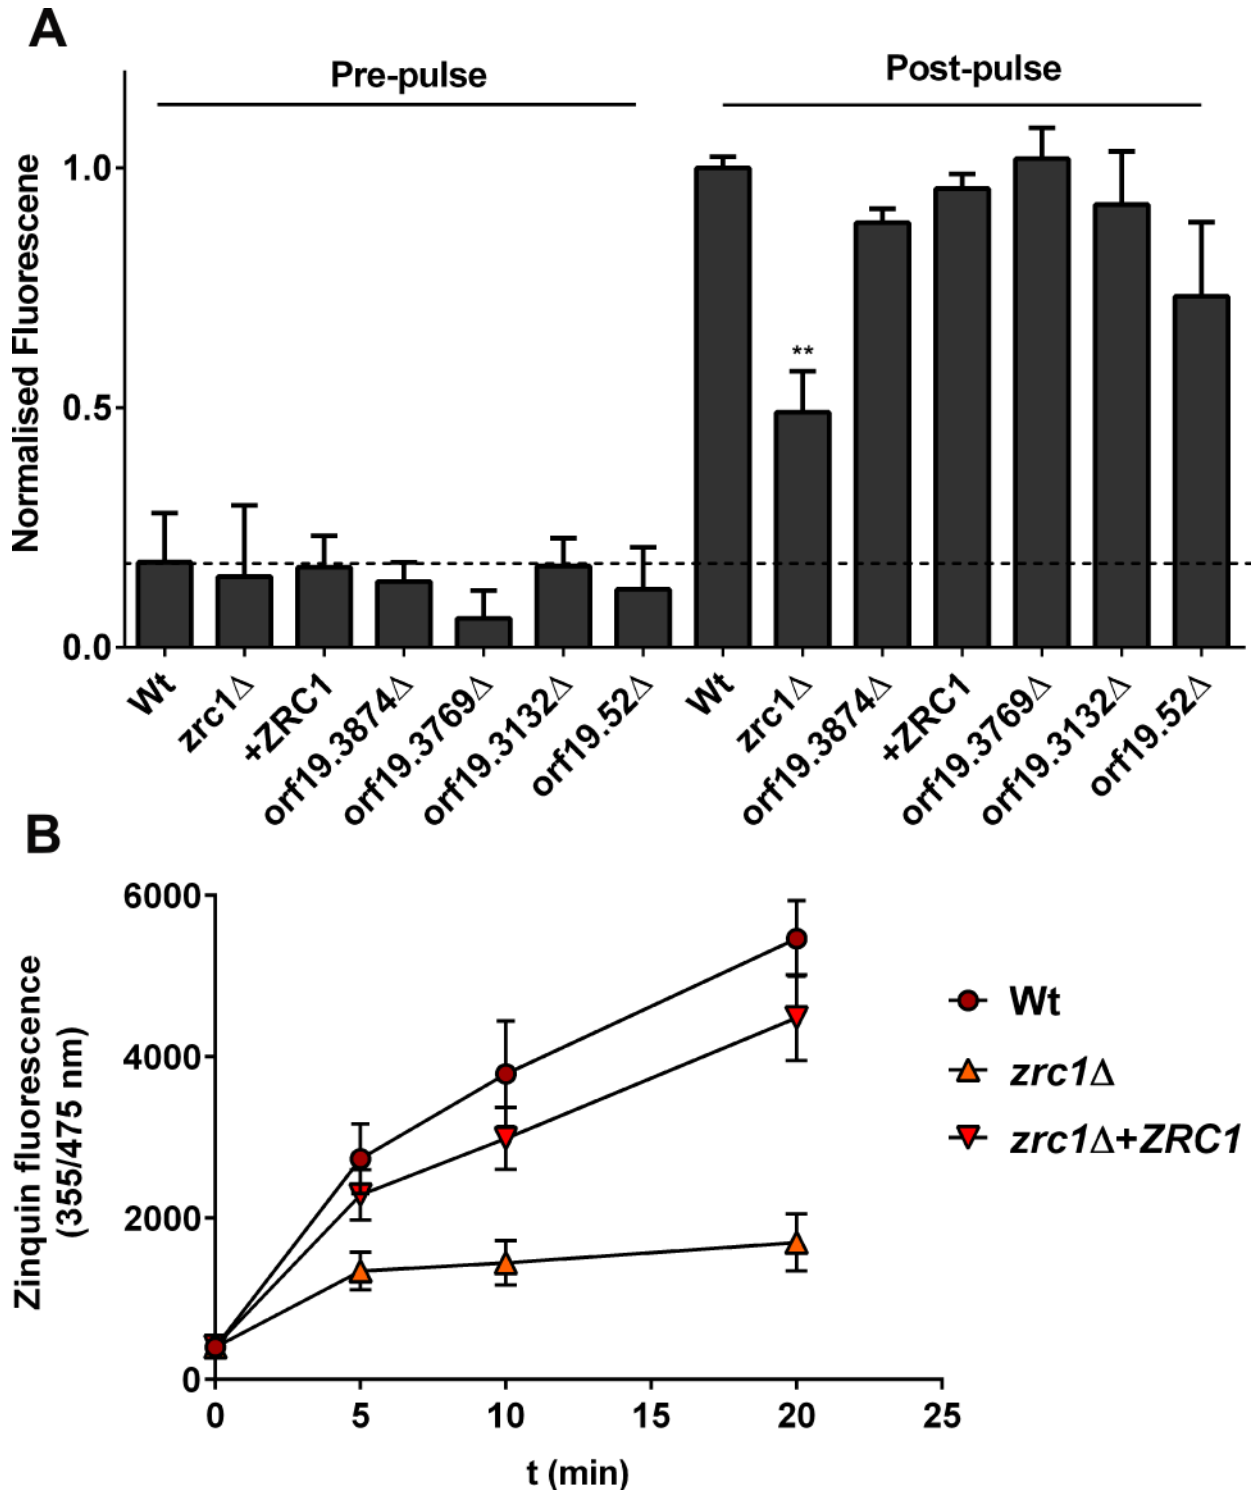 A
Pre-pulse
Post-pulse
Normalised Fluorescene
1.0
0.5
0.0
**
Wt
zrc1Δ
+ZRC1
orf19.3874Δ
orf19.3769Δ
orf19.3132Δ
orf19.52Δ
Wt
zrc1Δ
orf19.3874Δ
+ZRC1
orf19.3769Δ
orf19.3132Δ
orf19.52Δ
B
Zinquin fluorescence
(355/475 nm)
6000
4000
2000
0
0 5 10 15 20 25
t (min)
Wt
zrc1Δ
zrc1Δ+ZRC1